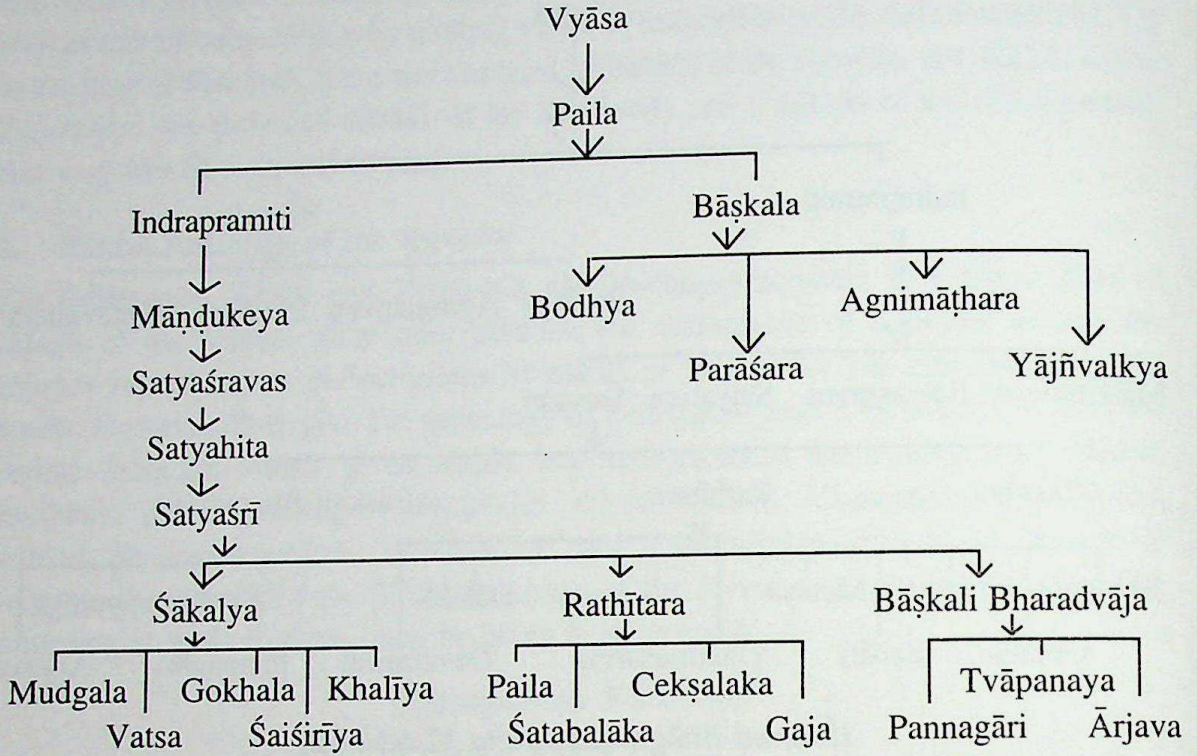 Vyāsa
Paila
Indrapramiti Bāṣkala
Bodhya Agnimāṭhara
Māṇḍukeya
Parāśara Yājñvalkya
Satyaśravas
Satyahita
Satyaśrī
Śākalya Rathītara Bāṣkali Bharadvāja
Mudgala Gokhala Khalīya Paila Cekṣalaka Tvāpanaya
Vatsa Śaiśirīya Śatabalāka Gaja Pannagāri Ārjava